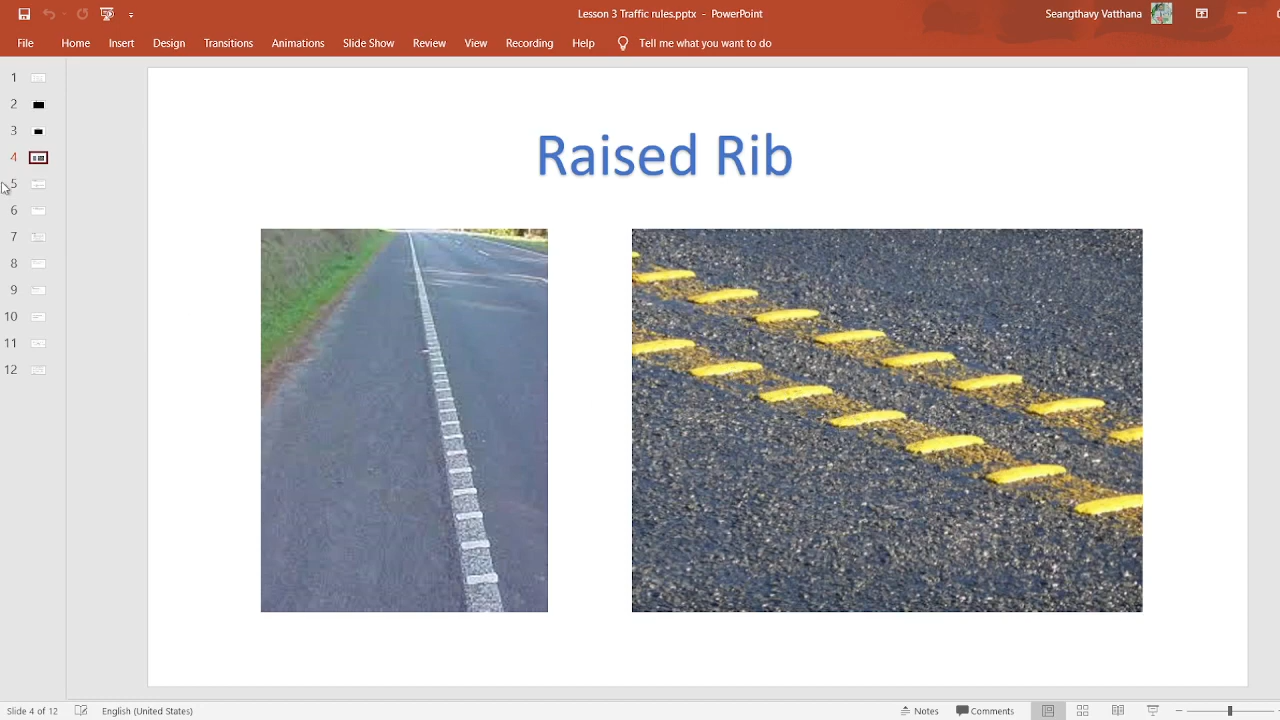 Lesson 3 Traffic rules.pptx - PowerPoint
Seangthavy Vatthana
File Home Insert Design Transitions Animations Slide Show Review View Recording Help Tell me what you want to do
1
2
3
4
5
6
7
8
9
10
11
12
Raised Rib
Slide 4 of 12 English (United States) Notes Comments